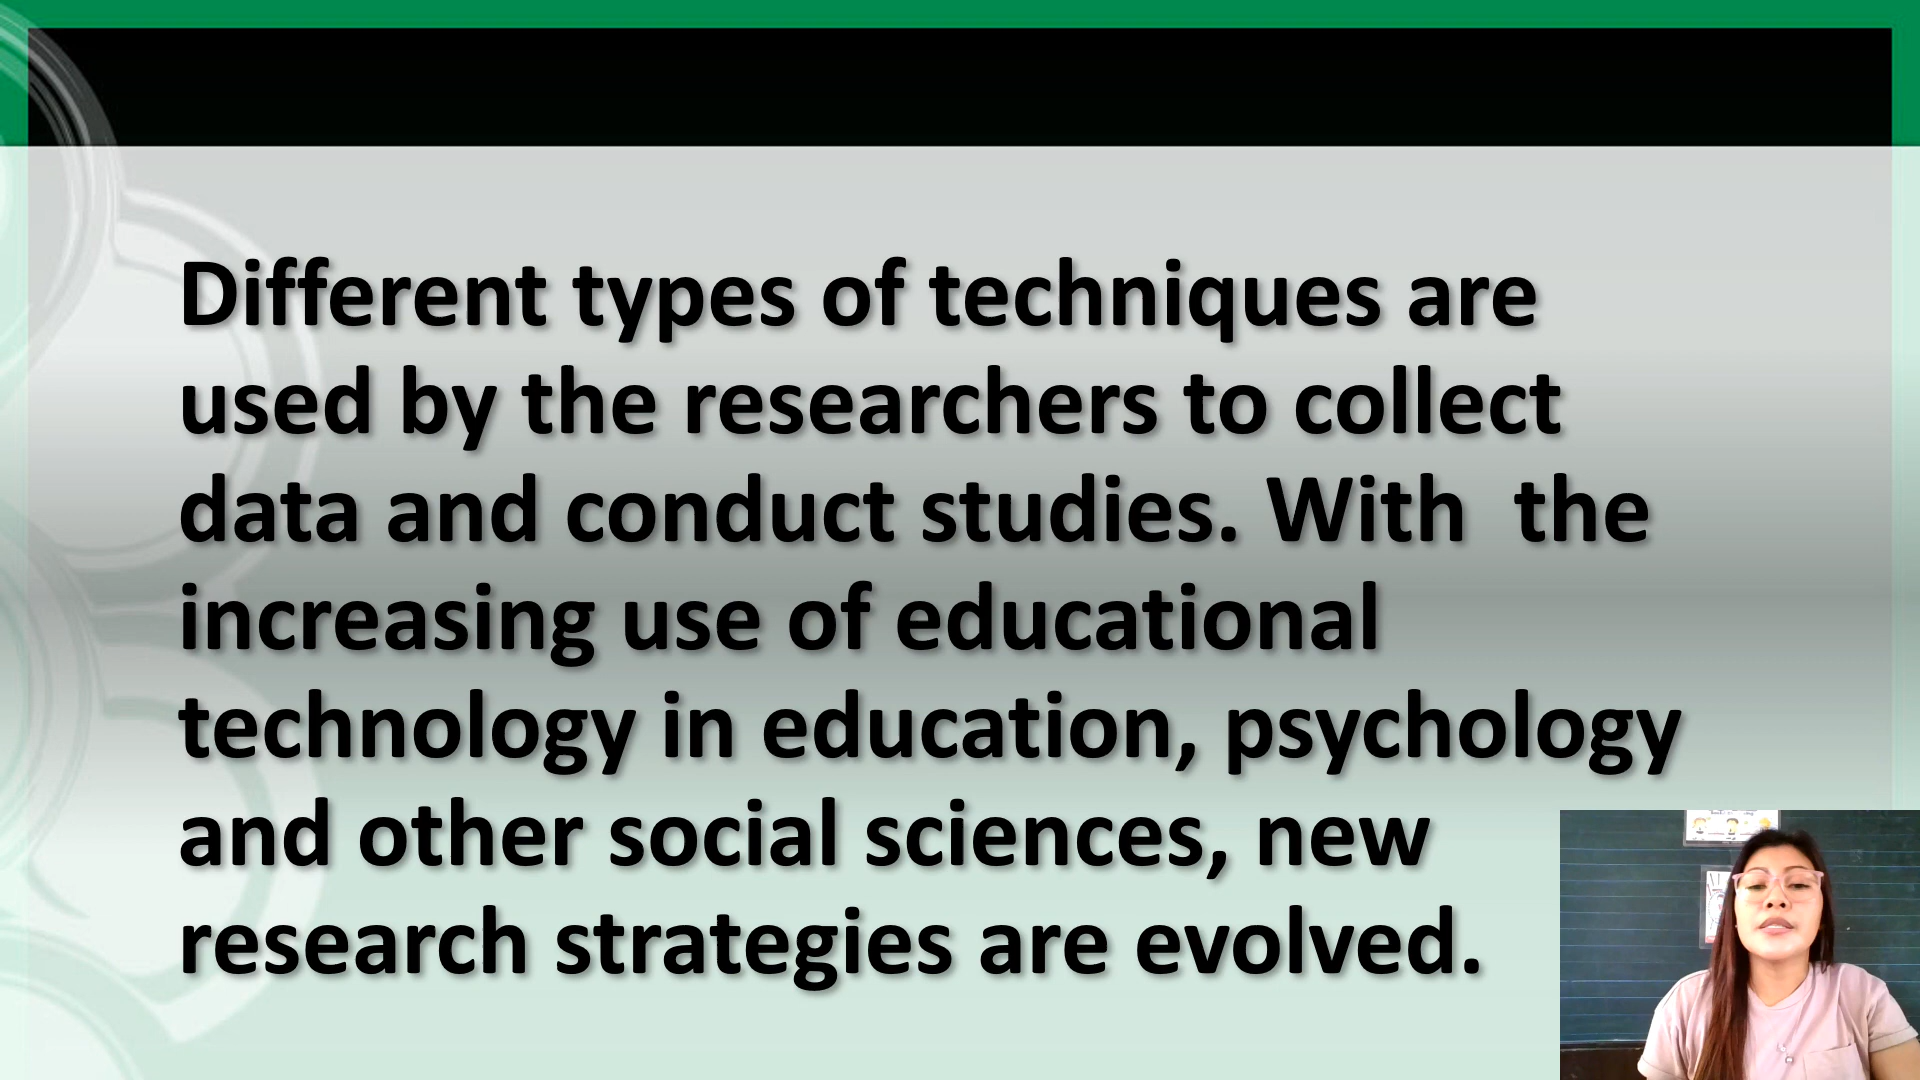 Different types of techniques are
used by the researchers to collect
data and conduct studies. With  the
increasing use of educational
technology in education, psychology
and other social sciences, new
research strategies are evolved.